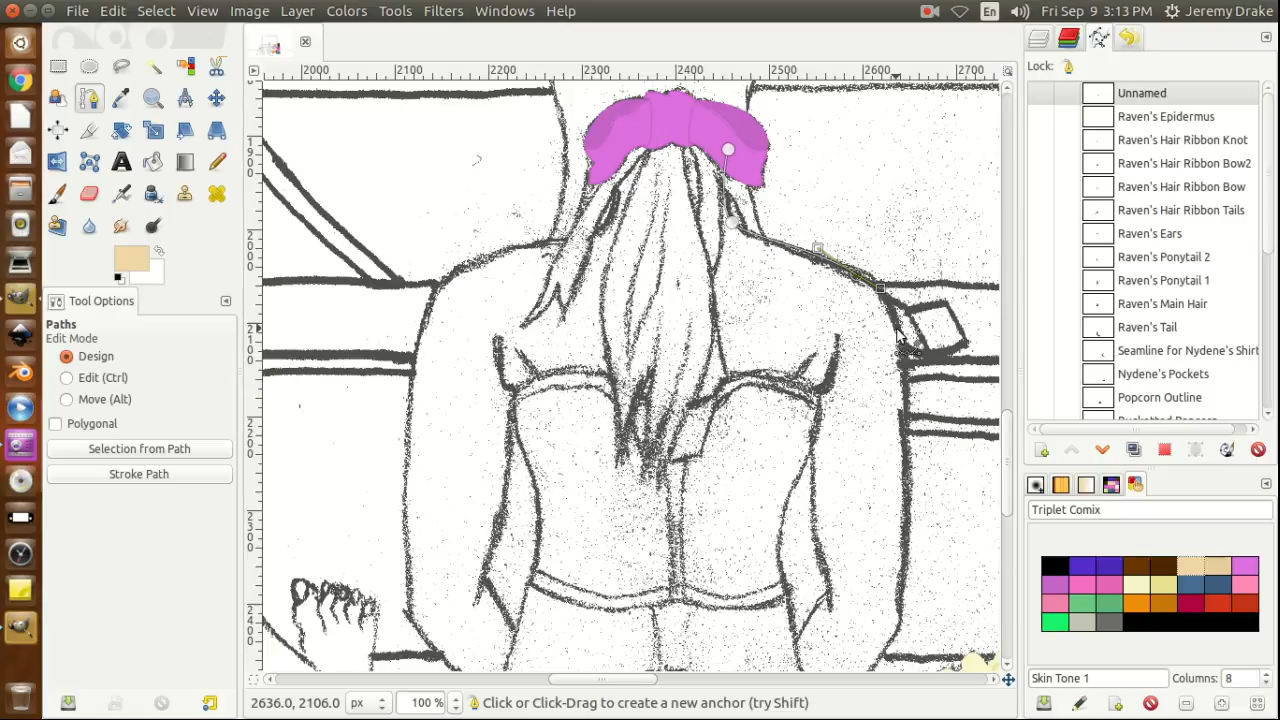 File Edit Select View Image Layer Colors Tools Filters Windows Help En Fri Sep 9 3:13 PM Jeremy Drake
2000 2100 2200 2300 2400 2500 2600 2700
Lock:
Unnamed
Raven's Epidermus
Raven's Hair Ribbon Knot
Raven's Hair Ribbon Bow2
Raven's Hair Ribbon Bow
Raven's Hair Ribbon Tails
Raven's Ears
Raven's Ponytail 2
Raven's Ponytail 1
Raven's Main Hair
Raven's Tail
Seamline for Nydene's Shirt
Nydene's Pockets
Popcorn Outline
Tool Options
Paths
Edit Mode
Design
Edit (Ctrl)
Move (Alt)
Polygonal
Selection from Path
Stroke Path
Triplet Comix
Skin Tone 1 Columns: 8
2636.0, 2106.0 px 100 % Click or Click-Drag to create a new anchor (try Shift)